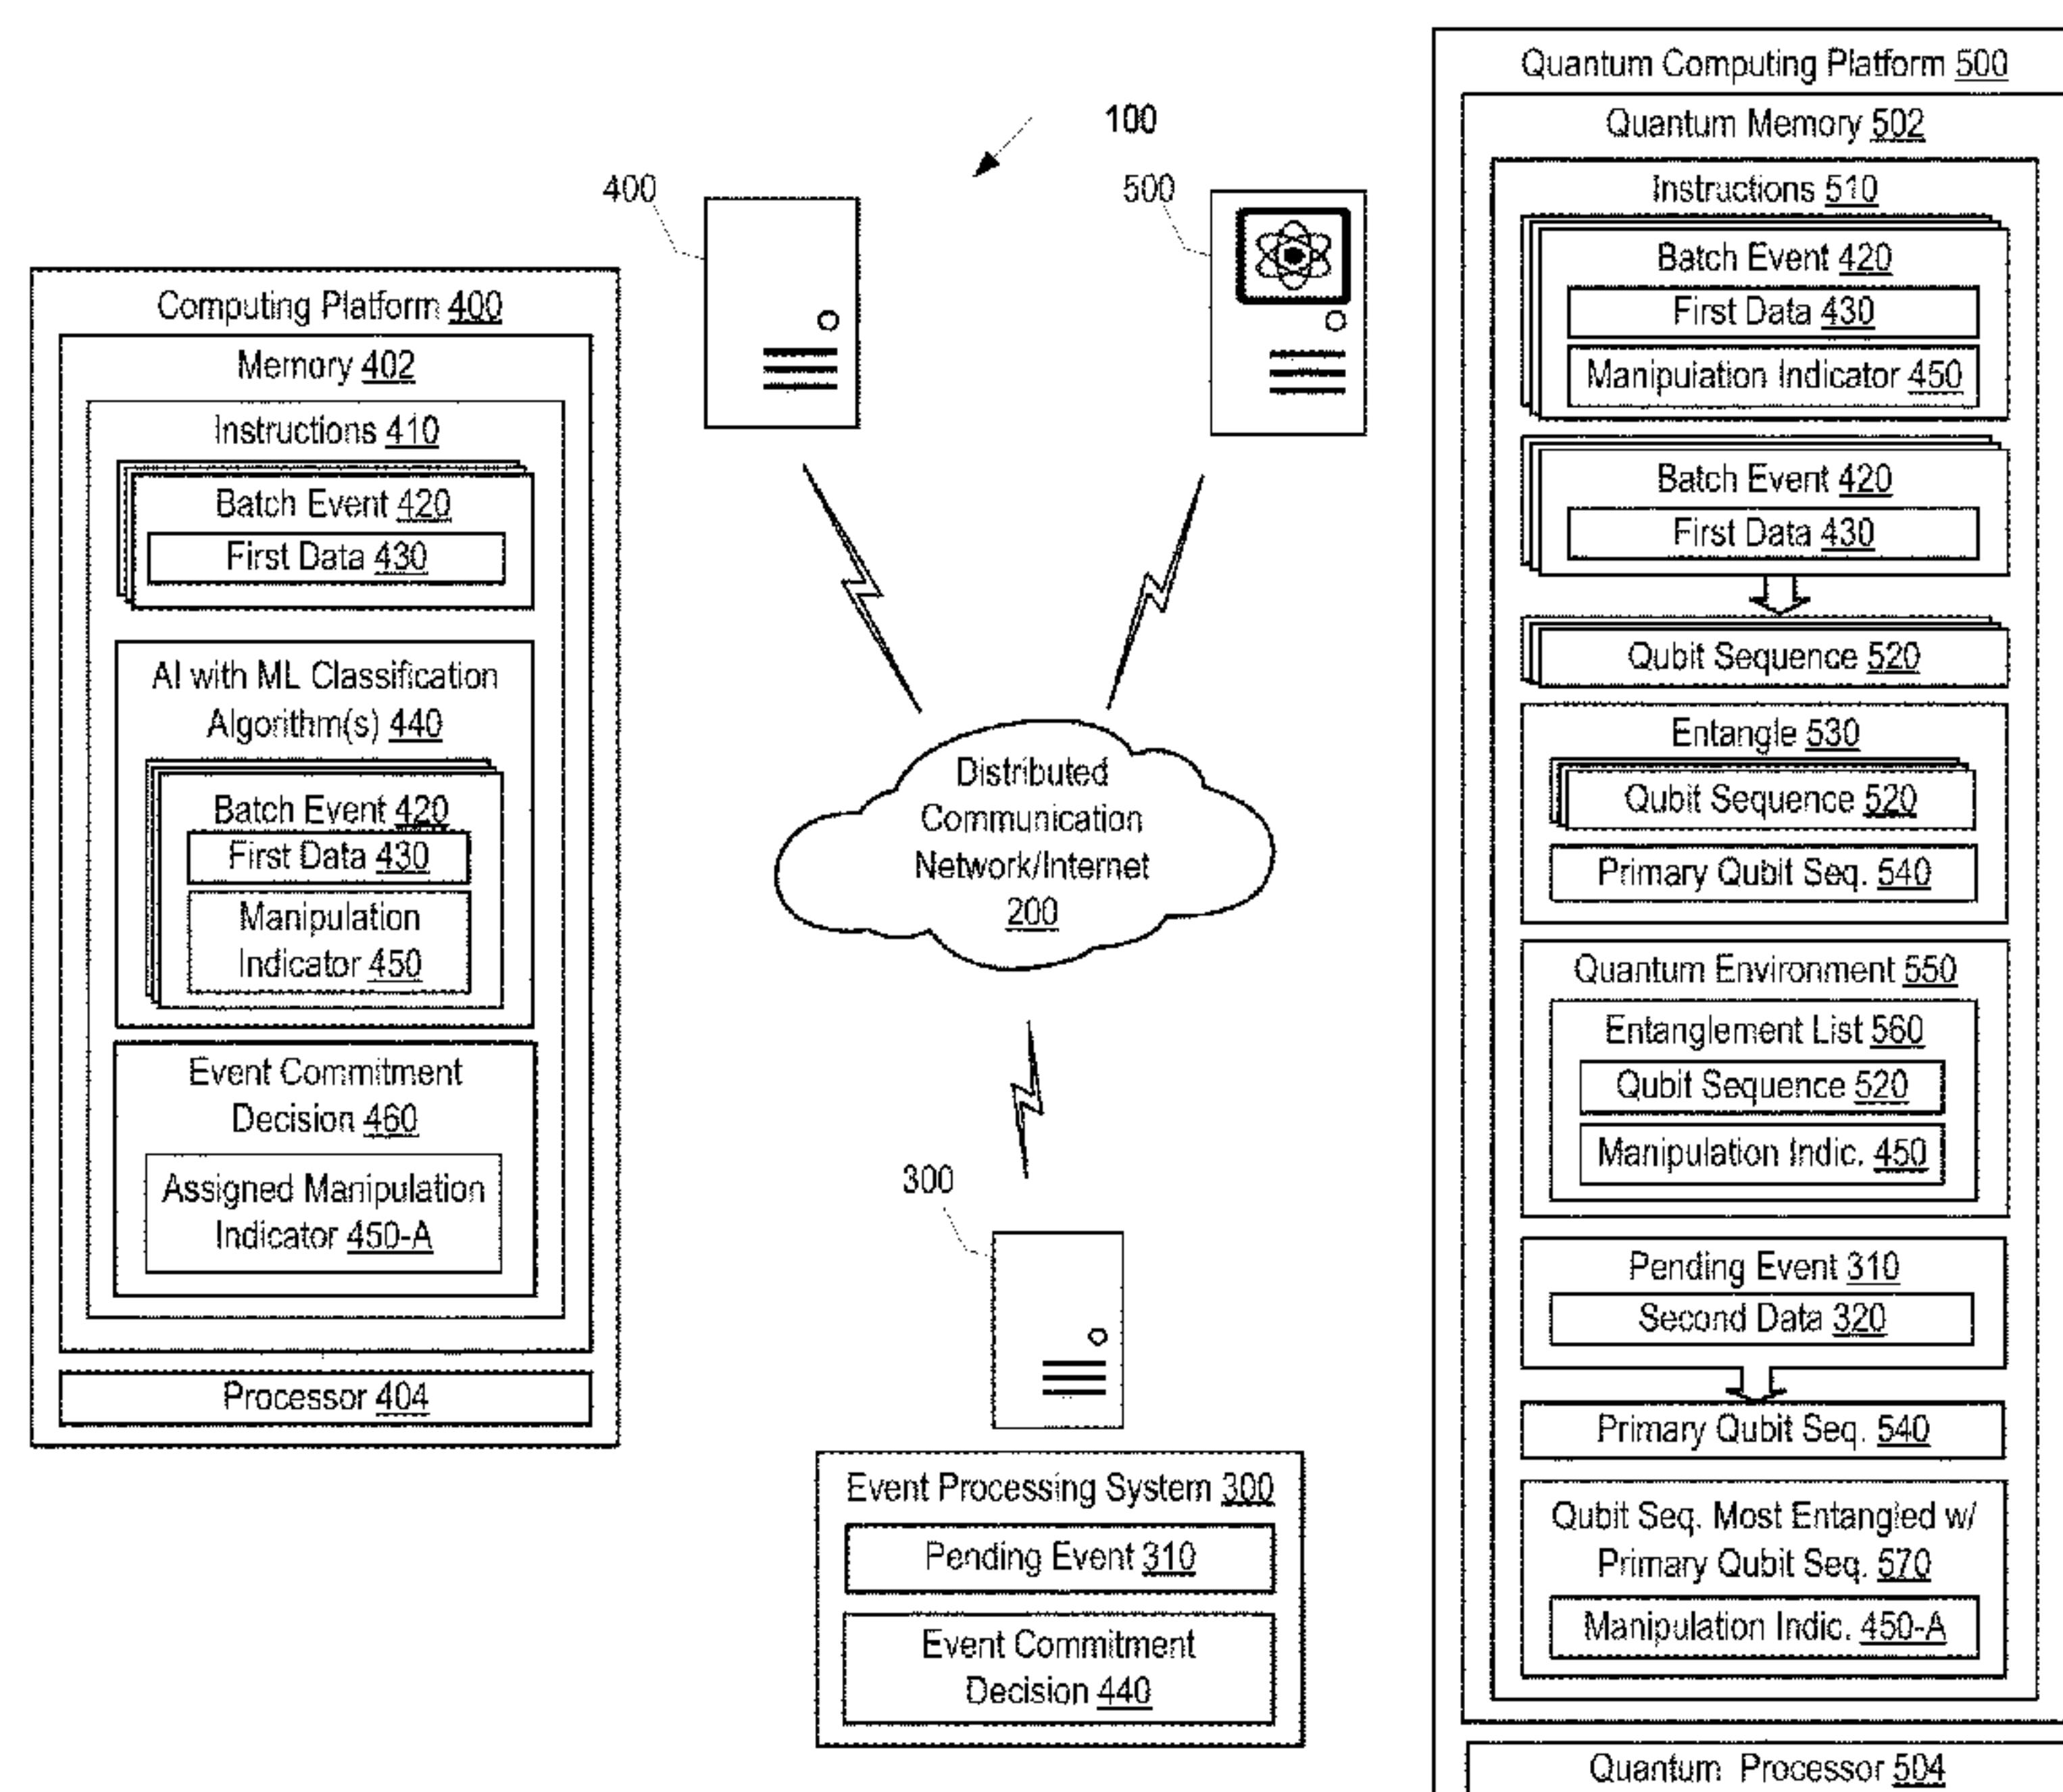 100
400
500
Computing Platform 400
Memory 402
Instructions 410
Batch Event 420
First Data 430
AI with ML Classification
Algorithm(s) 440
Batch Event 420
First Data 430
Manipulation
Indicator 450
Event Commitment
Decision 460
Assigned Manipulation
Indicator 450-A
Processor 404
Distributed
Communication
Network/Internet
200
300
Event Processing System 300
Pending Event 310
Event Commitment
Decision 440
Quantum Computing Platform 500
Quantum Memory 502
Instructions 510
Batch Event 420
First Data 430
Manipulation Indicator 450
Batch Event 420
First Data 430
Qubit Sequence 520
Entangle 530
Qubit Sequence 520
Primary Qubit Seq. 540
Quantum Environment 550
Entanglement List 560
Qubit Sequence 520
Manipulation Indic. 450
Pending Event 310
Second Data 320
Primary Qubit Seq. 540
Qubit Seq. Most Entangled w/
Primary Qubit Seq. 570
Manipulation Indic. 450-A
Quantum Processor 504